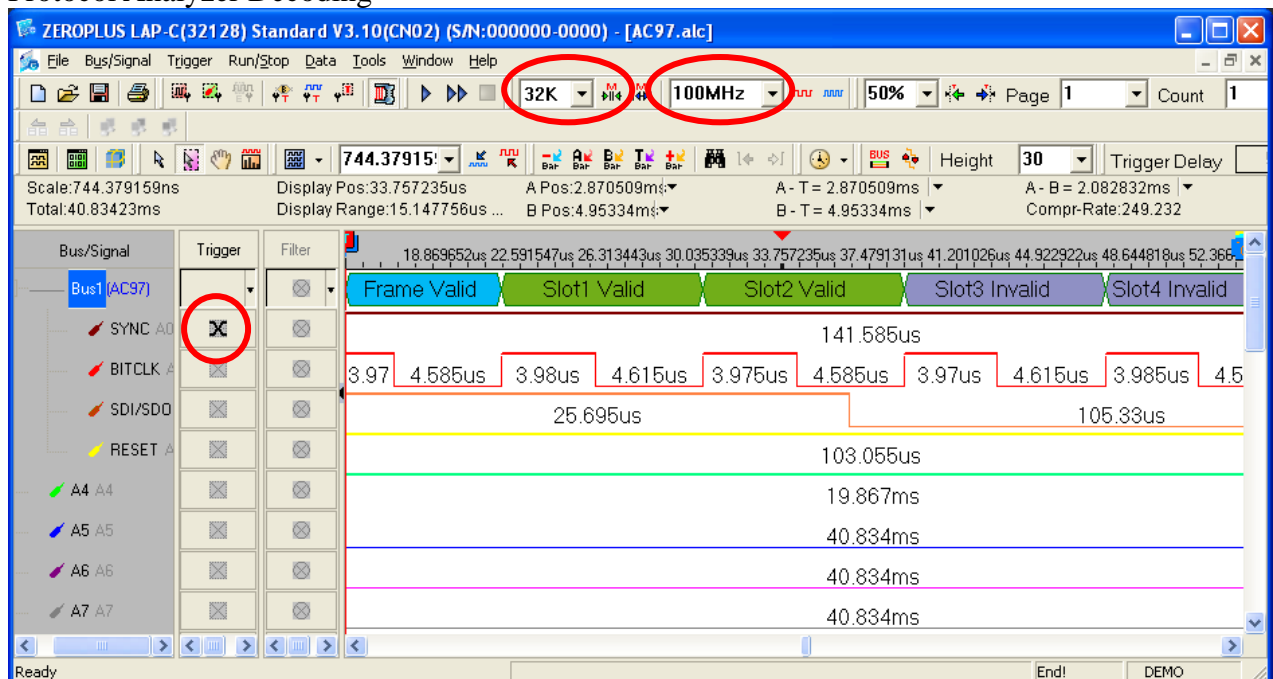 Protocol Analyzer Decoding
ZEROPLUS LAP-C(32128) Standard V3.10(CN02) (S/N:000000-0000) - [AC97.alc]
File Bus/Signal Trigger Run/Stop Data Tools Window Help
32K 100MHz 50% Page 1 Count 1
744.37915 Bar Bar Bar Bar Bar BUS Height 30 Trigger Delay
Scale:744.379159ns Display Pos:33.757235us A Pos:2.870509ms A - T = 2.870509ms A - B = 2.082832ms
Total:40.83423ms Display Range:15.147756us ... B Pos:4.95334ms B - T = 4.95334ms Compr-Rate:249.232
Bus/Signal Trigger Filter 18.869652us 22.591547us 26.313443us 30.035339us 33.757235us 37.479131us 41.201026us 44.922922us 48.644818us 52.366
Bus1 (AC97) Frame Valid Slot1 Valid Slot2 Valid Slot3 Invalid Slot4 Invalid
SYNC A0 141.585us
BITCLK A 3.97 4.585us 3.98us 4.615us 3.975us 4.585us 3.97us 4.615us 3.985us 4.5
SDI/SDO 25.695us 105.33us
RESET A 103.055us
A4 A4 19.867ms
A5 A5 40.834ms
A6 A6 40.834ms
A7 A7 40.834ms
Ready End! DEMO